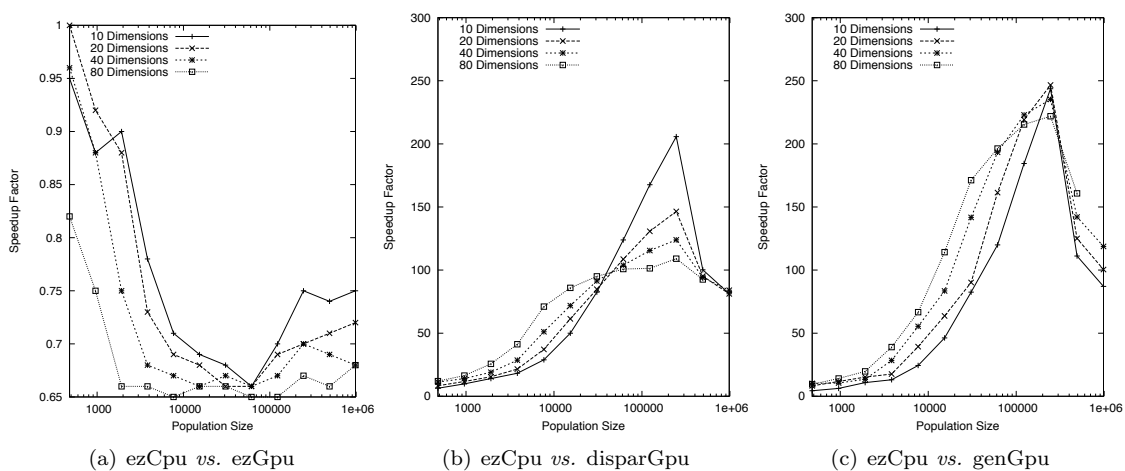 1
0.95
0.9
0.85
0.8
0.75
0.7
0.65
Speedup Factor
10 Dimensions
20 Dimensions
40 Dimensions
80 Dimensions
1000 10000 100000 1e+06
Population Size
(a) ezCpu vs. ezGpu
300
250
200
150
100
50
0
Speedup Factor
10 Dimensions
20 Dimensions
40 Dimensions
80 Dimensions
1000 10000 100000 1e+06
Population Size
(b) ezCpu vs. disparGpu
300
250
200
150
100
50
0
Speedup Factor
10 Dimensions
20 Dimensions
40 Dimensions
80 Dimensions
1000 10000 100000 1e+06
Population Size
(c) ezCpu vs. genGpu